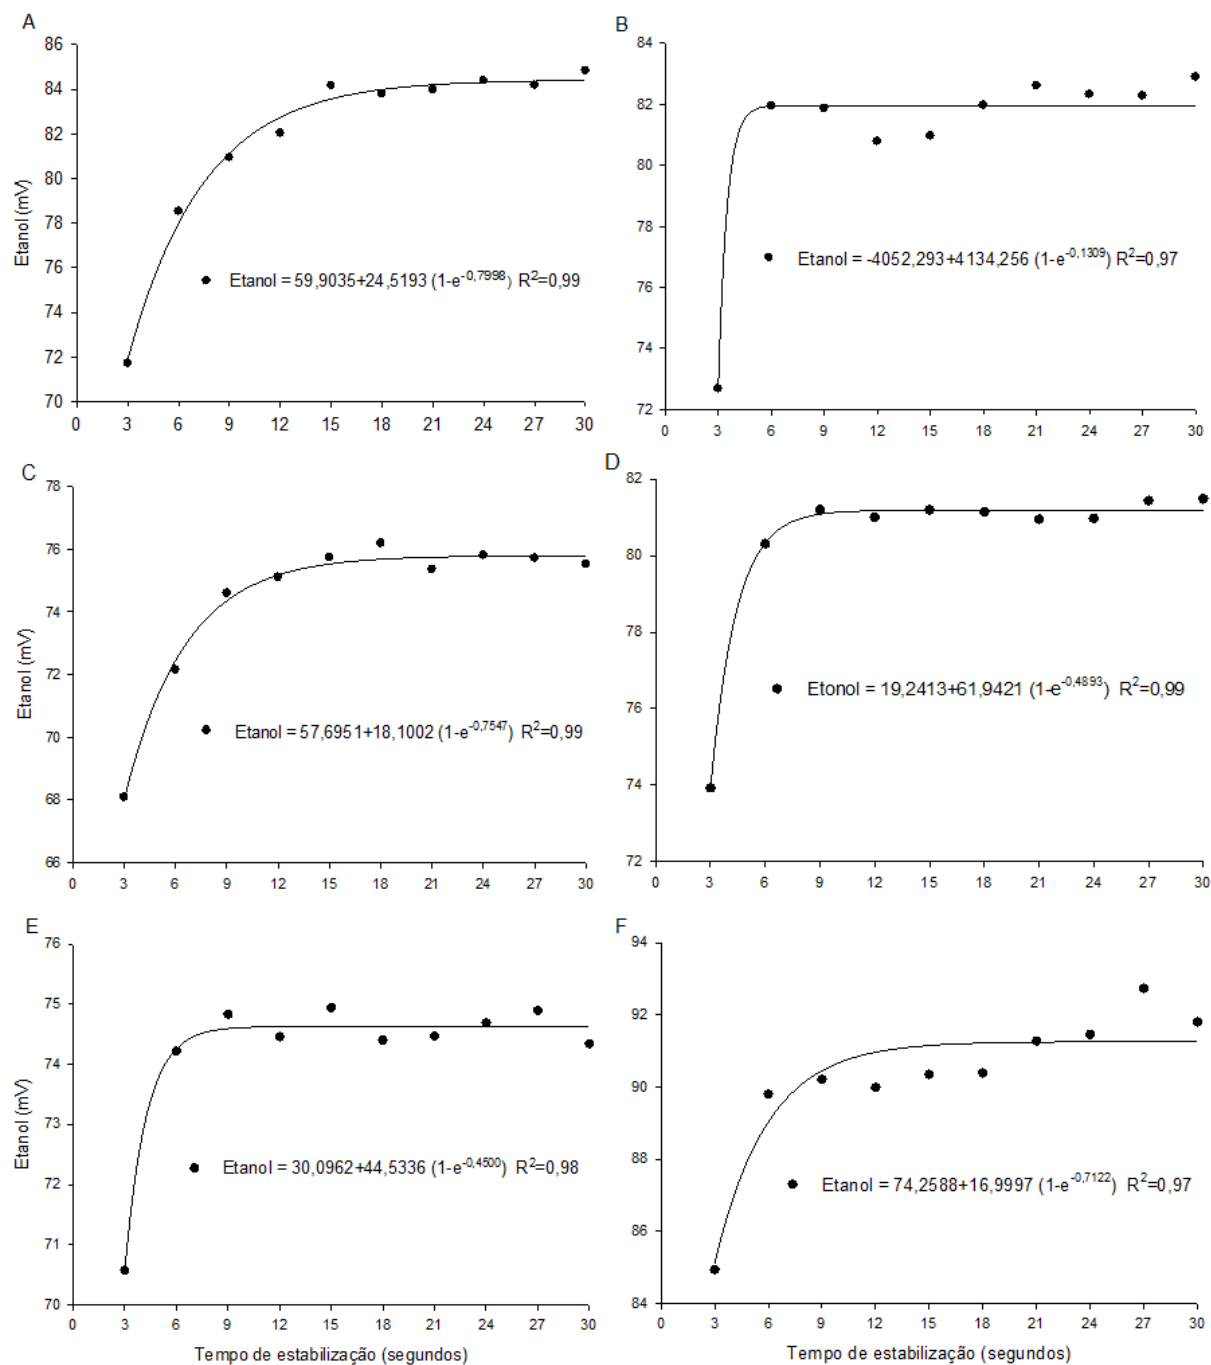 A
86
84
82
80
78
76
74
72
70
Etanol (mV)
Etanol = 59,9035+24,5193 (1-e^-0,7998) R²=0,99
0 3 6 9 12 15 18 21 24 27 30
B
84
82
80
78
76
74
72
Etanol = -4052,293+4134,256 (1-e^-0,1309) R²=0,97
0 3 6 9 12 15 18 21 24 27 30
C
78
76
74
72
70
68
66
Etanol (mV)
Etanol = 57,6951+18,1002 (1-e^-0,7547) R²=0,99
0 3 6 9 12 15 18 21 24 27 30
D
82
80
78
76
74
72
Etonol = 19,2413+61,9421 (1-e^-0,4893) R²=0,99
0 3 6 9 12 15 18 21 24 27 30
E
76
75
74
73
72
71
70
Etanol (mV)
Etanol = 30,0962+44,5336 (1-e^-0,4500) R²=0,98
0 3 6 9 12 15 18 21 24 27 30
Tempo de estabilização (segundos)
F
94
92
90
88
86
84
Etanol = 74,2588+16,9997 (1-e^-0,7122) R²=0,97
0 3 6 9 12 15 18 21 24 27 30
Tempo de estabilização (segundos)